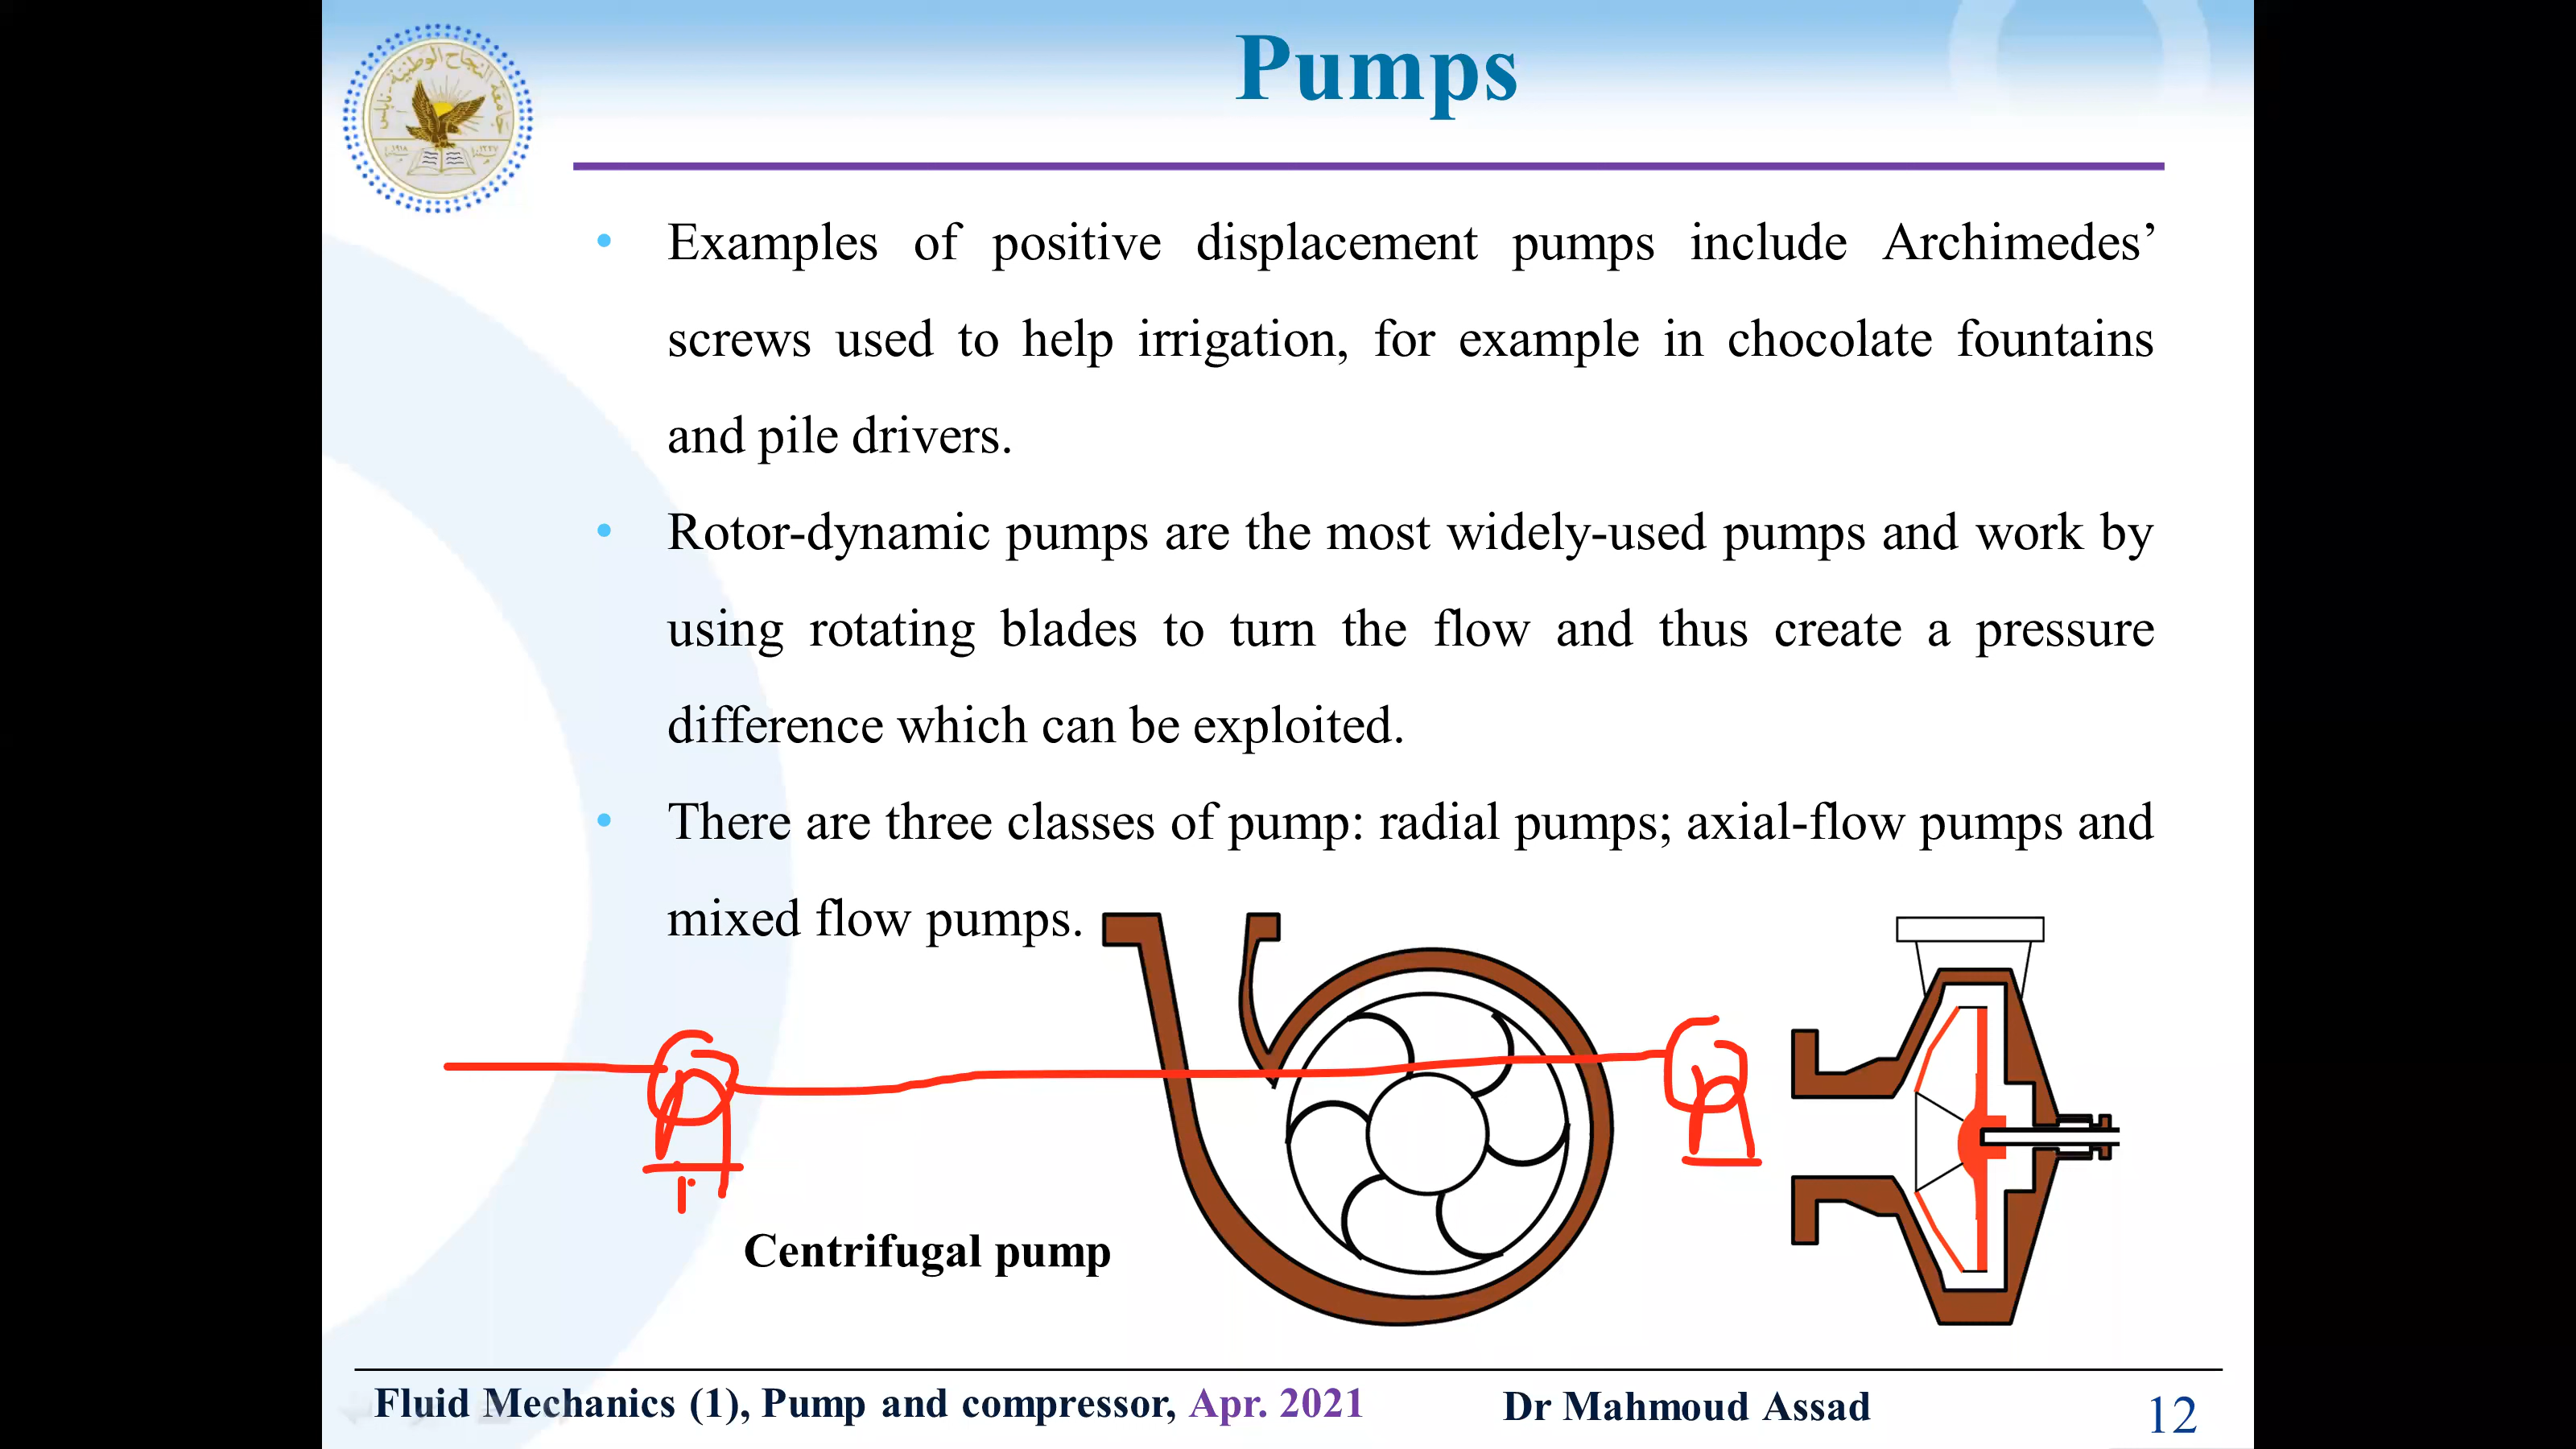 Pumps
• Examples of positive displacement pumps include Archimedes’
screws used to help irrigation, for example in chocolate fountains
and pile drivers.
• Rotor-dynamic pumps are the most widely-used pumps and work by
using rotating blades to turn the flow and thus create a pressure
difference which can be exploited.
• There are three classes of pump: radial pumps; axial-flow pumps and
mixed flow pumps.
Centrifugal pump
Fluid Mechanics (1), Pump and compressor, Apr. 2021 Dr Mahmoud Assad 12